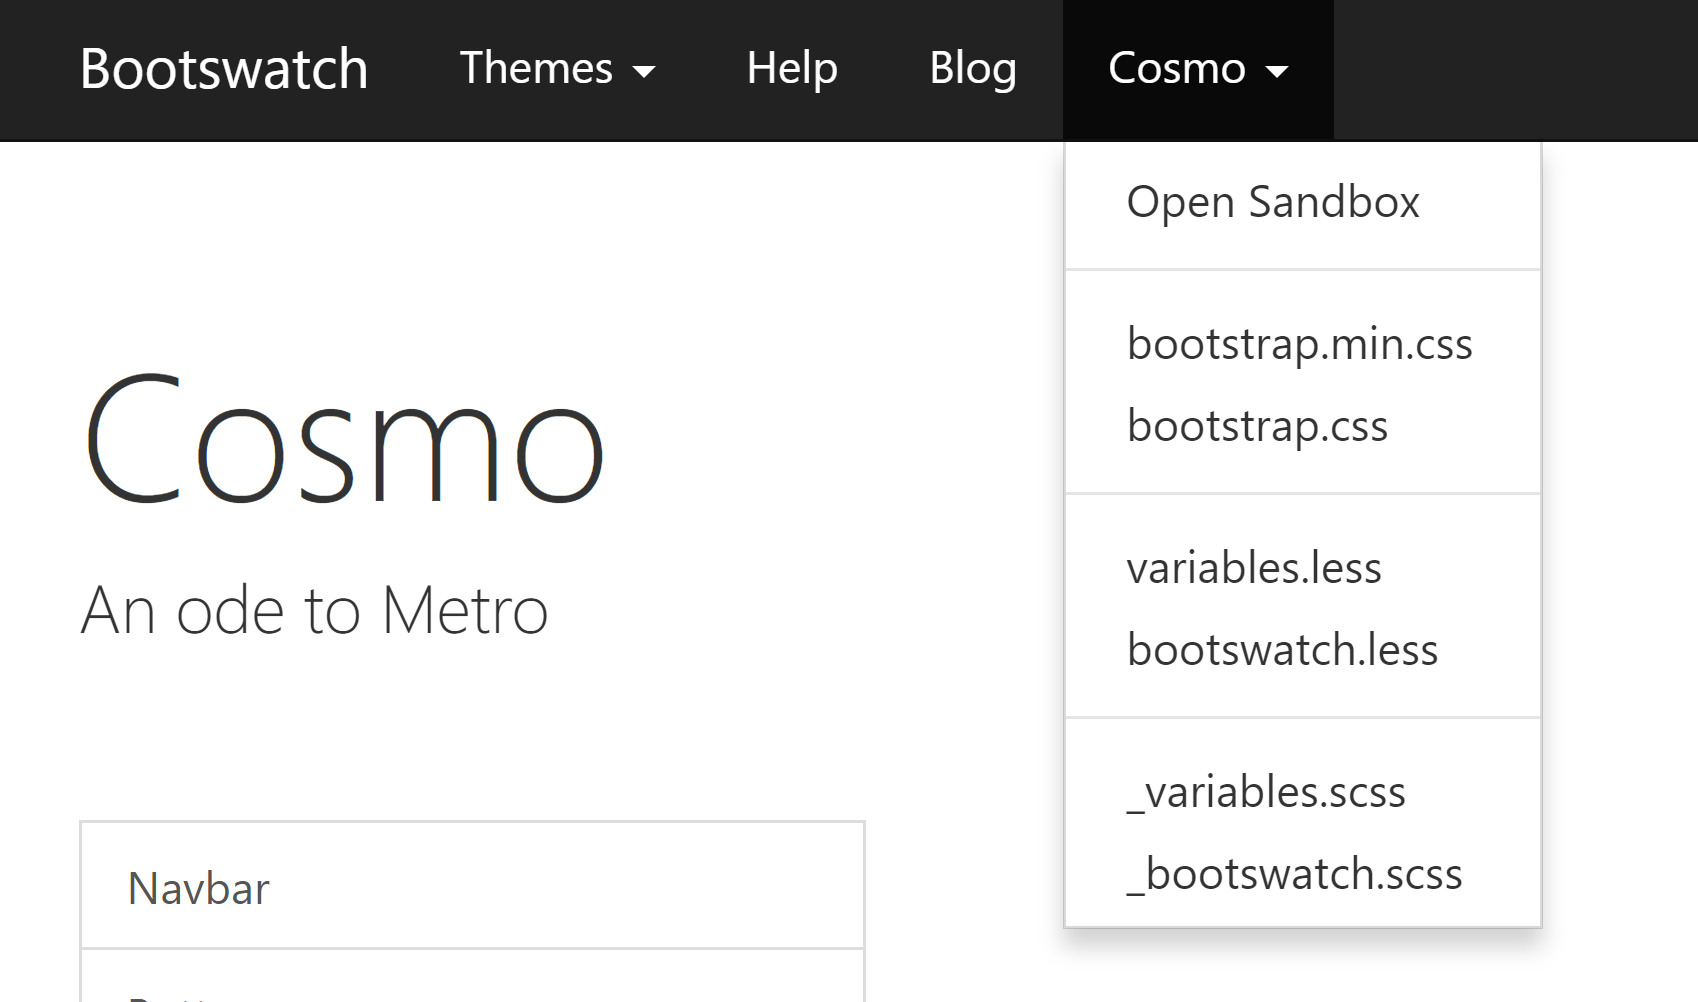 Bootswatch Themes Help Blog Cosmo
Open Sandbox
bootstrap.min.css
bootstrap.css
variables.less
bootswatch.less
_variables.scss
_bootswatch.scss
Cosmo
An ode to Metro
Navbar